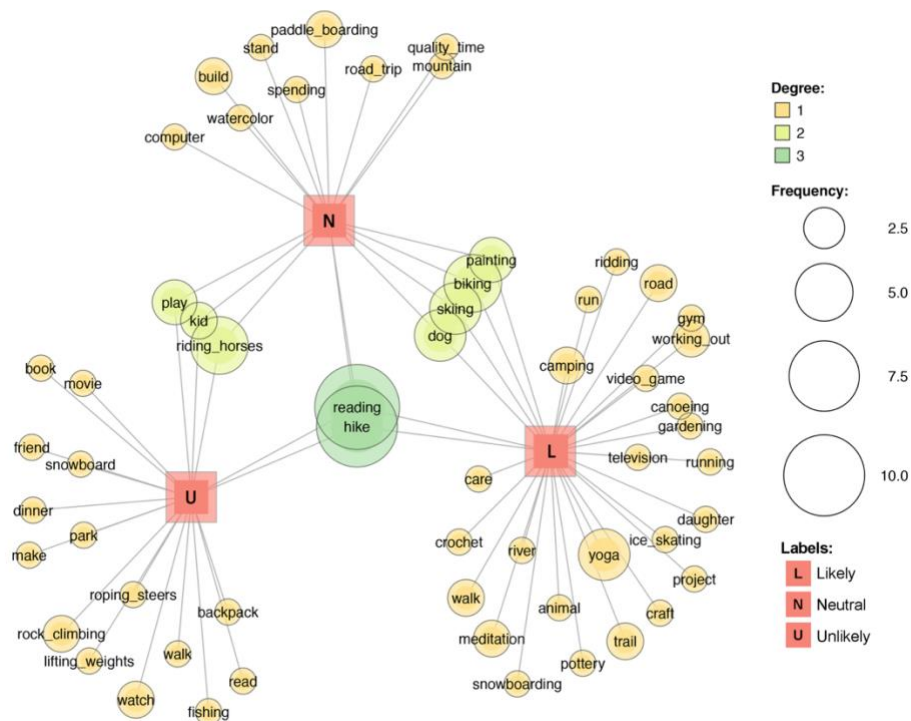 paddle_boarding
stand
quality_time
mountain
build
road_trip
spending
watercolor
computer
N
Degree:
1
2
3
Frequency:
2.5
5.0
7.5
10.0
painting
biking
skiing
dog
ridding
road
run
gym
working_out
camping
video_game
canoeing
gardening
play
kid
riding_horses
reading
hike
book
movie
friend
snowboard
dinner
park
make
U
L
television
running
care
crochet
river
yoga
ice_skating
daughter
project
craft
walk
animal
trail
meditation
pottery
snowboarding
roping_steers
backpack
rock_climbing
lifting_weights
walk
read
watch
fishing
Labels:
L Likely
N Neutral
U Unlikely